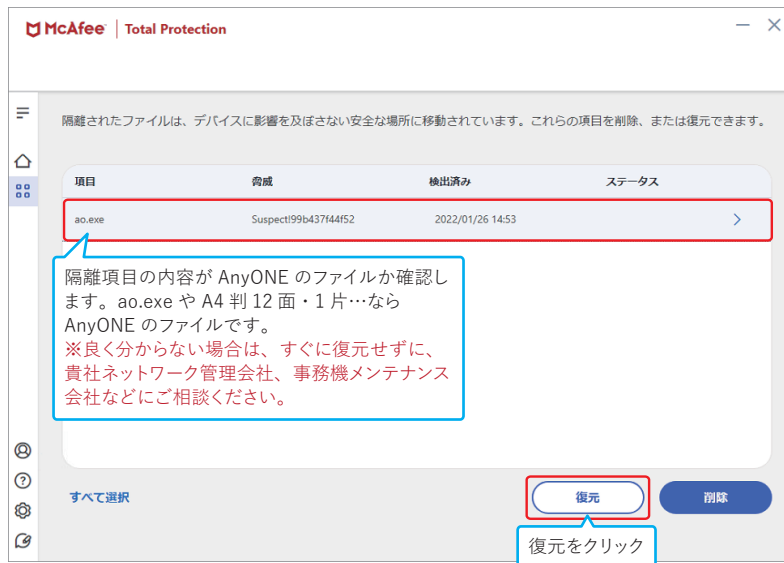 McAfee | Total Protection
隔離されたファイルは、デバイスに影響を及ぼさない安全な場所に移動されています。これらの項目を削除、または復元できます。
項目 脅威 検出済み ステータス
ao.exe Suspect!99b437f44f52 2022/01/26 14:53
隔離項目の内容が AnyONE のファイルか確認し
ます。ao.exe や A4 判 12 面・1 片…なら
AnyONE のファイルです。
※良く分からない場合は、すぐに復元せずに、
貴社ネットワーク管理会社、事務機メンテナンス
会社などにご相談ください。
すべて選択 復元 削除
復元をクリック